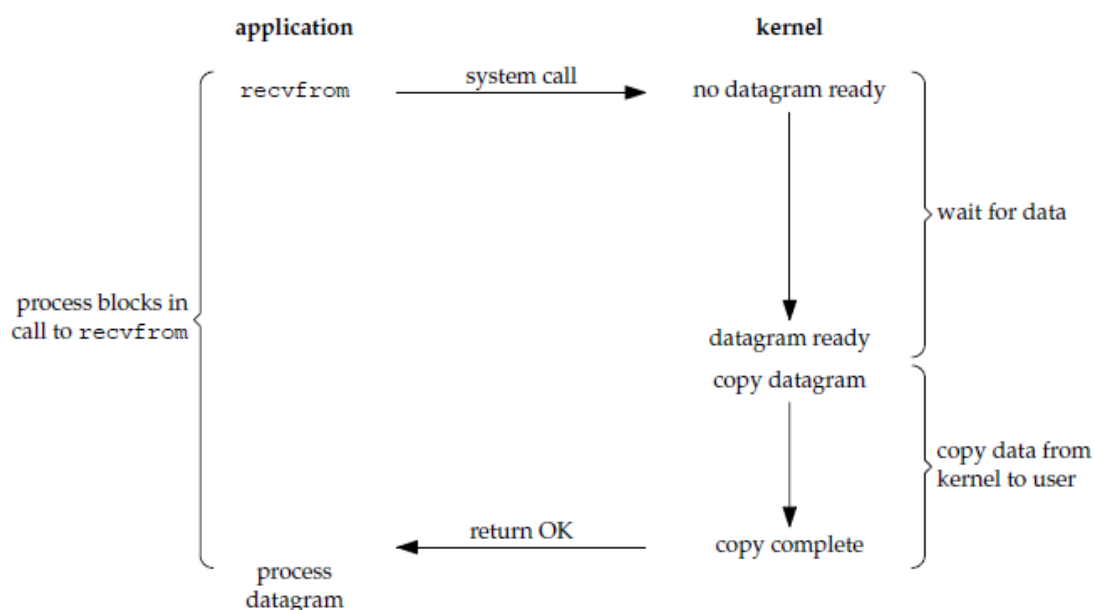 application
kernel
recvfrom
system call
no datagram ready
wait for data
process blocks in
call to recvfrom
datagram ready
copy datagram
copy data from
kernel to user
return OK
copy complete
process
datagram